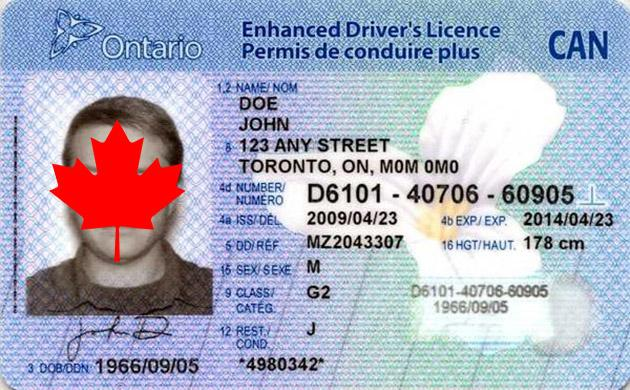 Ontario
Enhanced Driver's Licence
Permis de conduire plus
CAN
1,2 NAME/NOM
DOE
JOHN
8 123 ANY STREET
TORONTO, ON, M0M 0M0
4d NUMBER/ NUMÉRO D6101 - 40706 - 60905
4a ISS/DÉL. 2009/04/23 4b EXP./EXP. 2014/04/23
5 DD/RÉF. MZ2043307 16 HGT/HAUT. 178 cm
15 SEX/SEXE M
9 CLASS/ CATÉG. G2
D6101-40706-60905
1966/09/05
12 REST./ COND. J
*4980342*
John D
3 DOB/DDN 1966/09/05